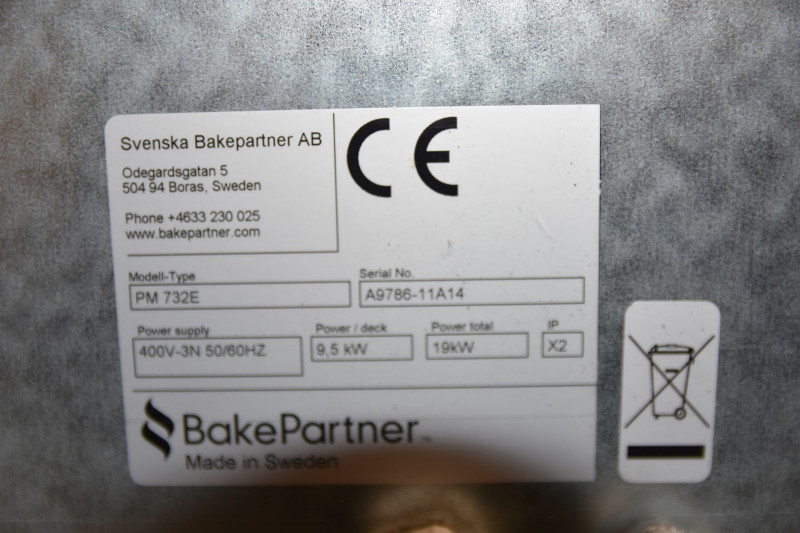 Svenska Bakepartner AB
Odegardsgatan 5
504 94 Boras, Sweden
Phone +4633 230 025
www.bakepartner.com
CE
Modell-Type
PM 732E
Serial No.
A9786-11A14
Power supply
400V-3N 50/60HZ
Power / deck
9,5 kW
Power total
19kW
IP
X2
BakePartner™
Made in Sweden